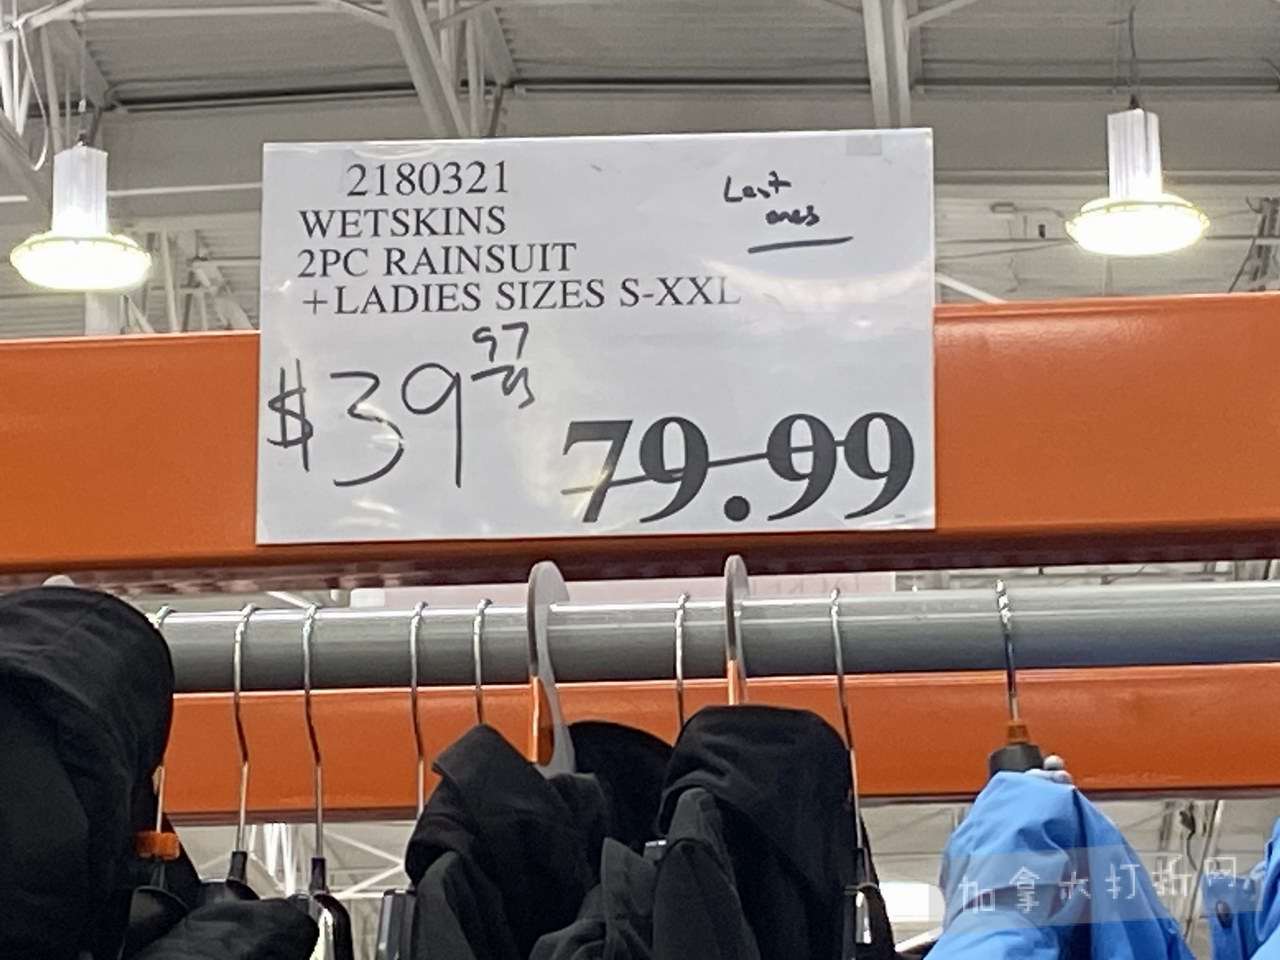 2180321
Last
ones
WETSKINS
2PC RAINSUIT
+LADIES SIZES S-XXL
$39 97
79.99
加拿大打折网